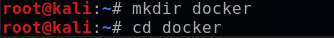 root@kali:~# mkdir docker
root@kali:~# cd docker